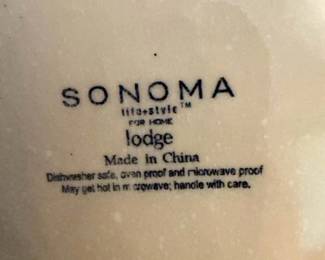 SONOMA
life+style™
FOR HOME
lodge
Made in China
Dishwasher safe, oven proof and microwave proof
May get hot in microwave; handle with care.